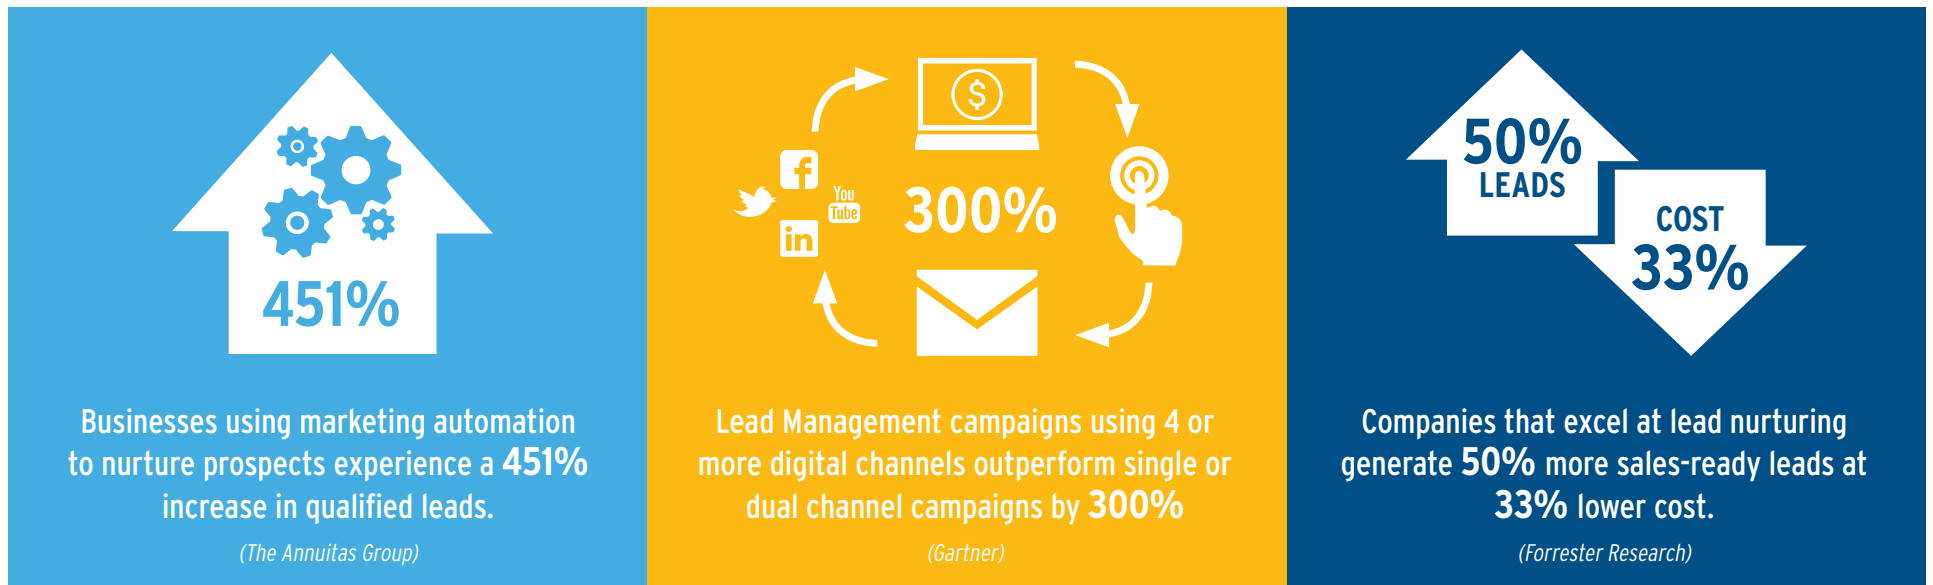 451%
Businesses using marketing automation
to nurture prospects experience a 451%
increase in qualified leads.
(The Annuitas Group)
$
f
You
Tube
in
300%
Lead Management campaigns using 4 or
more digital channels outperform single or
dual channel campaigns by 300%
(Gartner)
50%
LEADS
COST
33%
Companies that excel at lead nurturing
generate 50% more sales-ready leads at
33% lower cost.
(Forrester Research)